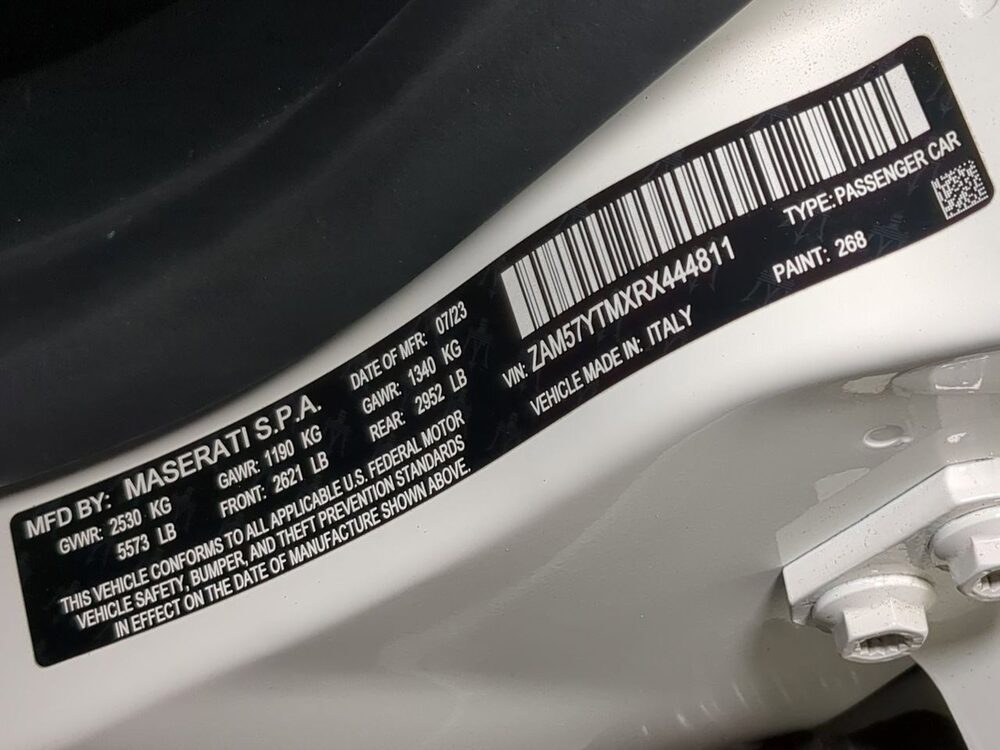 MFD BY: MASERATI S.P.A. DATE OF MFR: 07/23
GVWR: 2530 KG GAWR: 1190 KG GAWR: 1340 KG
5573 LB FRONT: 2621 LB REAR: 2952 LB
THIS VEHICLE CONFORMS TO ALL APPLICABLE U.S. FEDERAL MOTOR
VEHICLE SAFETY, BUMPER, AND THEFT PREVENTION STANDARDS
IN EFFECT ON THE DATE OF MANUFACTURE SHOWN ABOVE.
VIN: ZAM57YTMXRX444811 TYPE: PASSENGER CAR
VEHICLE MADE IN: ITALY PAINT: 268